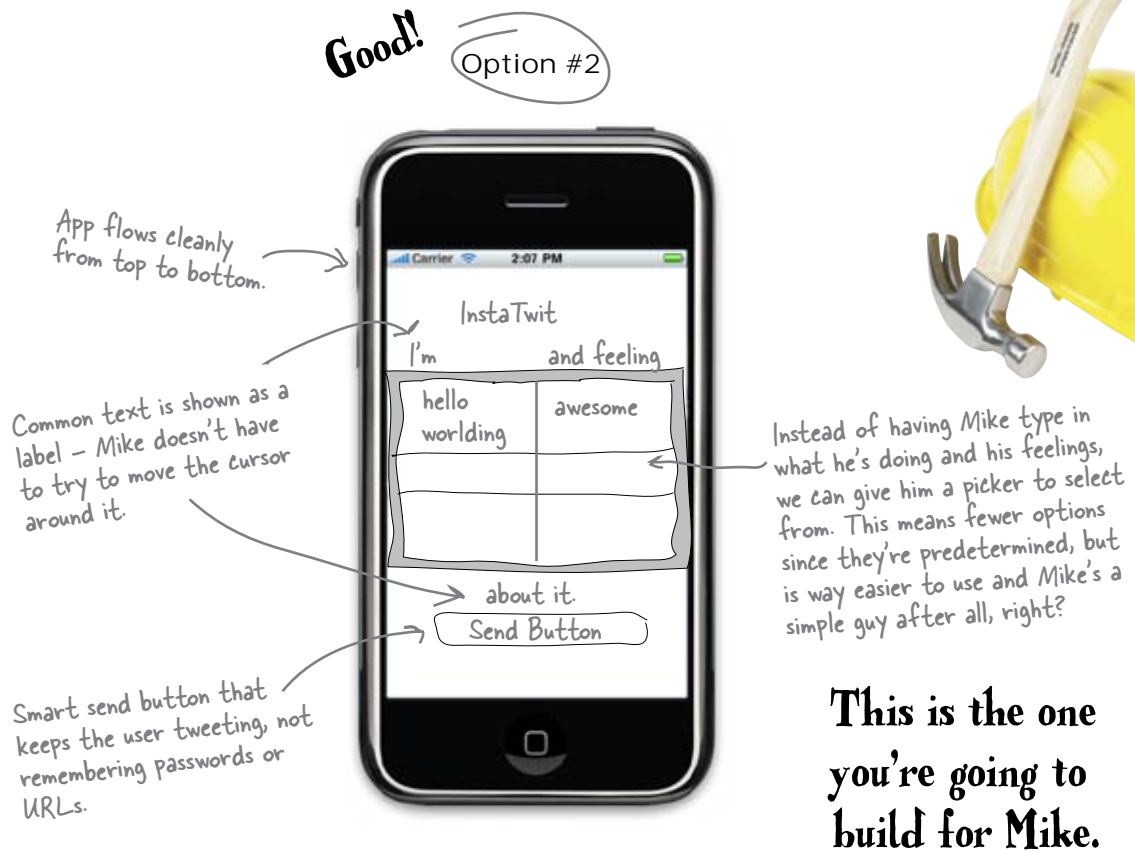 Good!
Option #2
App flows cleanly
from top to bottom.
Carrier 2:07 PM
InstaTwit
I'm and feeling
hello
worlding
awesome
Common text is shown as a
label – Mike doesn't have
to try to move the cursor
around it.
Instead of having Mike type in
what he's doing and his feelings,
we can give him a picker to select
from. This means fewer options
since they're predetermined, but
is way easier to use and Mike's a
simple guy after all, right?
about it.
Send Button
Smart send button that
keeps the user tweeting, not
remembering passwords or
URLs.
This is the one
you're going to
build for Mike.